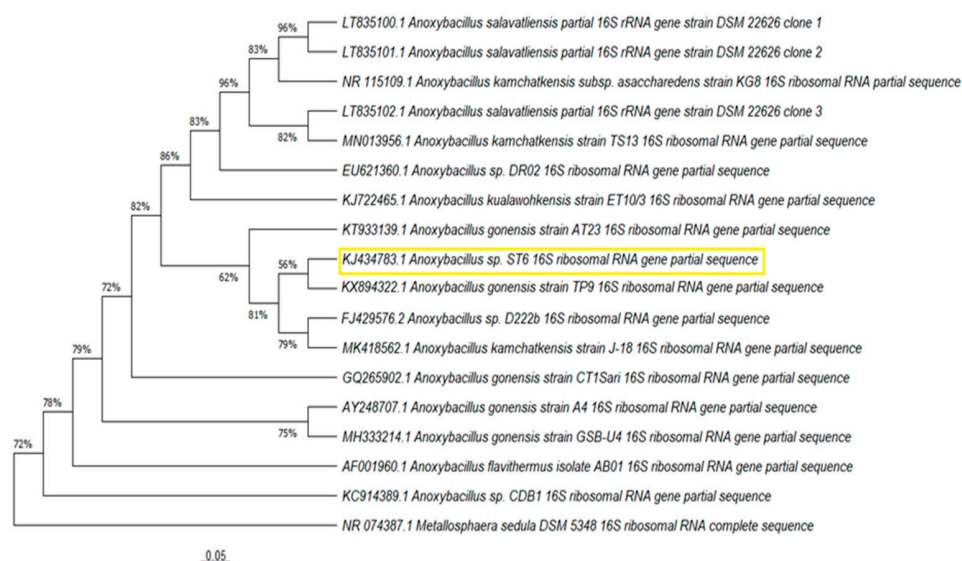 LT835100.1 Anoxybacillus salavatliensis partial 16S rRNA gene strain DSM 22626 clone 1
96%
LT835101.1 Anoxybacillus salavatliensis partial 16S rRNA gene strain DSM 22626 clone 2
83%
NR 115109.1 Anoxybacillus kamchatkensis subsp. asaccharedens strain KG8 16S ribosomal RNA partial sequence
96%
LT835102.1 Anoxybacillus salavatliensis partial 16S rRNA gene strain DSM 22626 clone 3
83%
82%
MN013956.1 Anoxybacillus kamchatkensis strain TS13 16S ribosomal RNA gene partial sequence
86%
EU621360.1 Anoxybacillus sp. DR02 16S ribosomal RNA gene partial sequence
KJ722465.1 Anoxybacillus kualawohkensis strain ET10/3 16S ribosomal RNA gene partial sequence
82%
KT933139.1 Anoxybacillus gonensis strain AT23 16S ribosomal RNA gene partial sequence
62%
56%
KJ434783.1 Anoxybacillus sp. ST6 16S ribosomal RNA gene partial sequence
KX894322.1 Anoxybacillus gonensis strain TP9 16S ribosomal RNA gene partial sequence
72%
81%
FJ429576.2 Anoxybacillus sp. D222b 16S ribosomal RNA gene partial sequence
79%
MK418562.1 Anoxybacillus kamchatkensis strain J-18 16S ribosomal RNA gene partial sequence
79%
GQ265902.1 Anoxybacillus gonensis strain CT1Sari 16S ribosomal RNA gene partial sequence
78%
AY248707.1 Anoxybacillus gonensis strain A4 16S ribosomal RNA gene partial sequence
75%
MH333214.1 Anoxybacillus gonensis strain GSB-U4 16S ribosomal RNA gene partial sequence
72%
AF001960.1 Anoxybacillus flavithermus isolate AB01 16S ribosomal RNA gene partial sequence
KC914389.1 Anoxybacillus sp. CDB1 16S ribosomal RNA gene partial sequence
NR 074387.1 Metallosphaera sedula DSM 5348 16S ribosomal RNA complete sequence
0.05